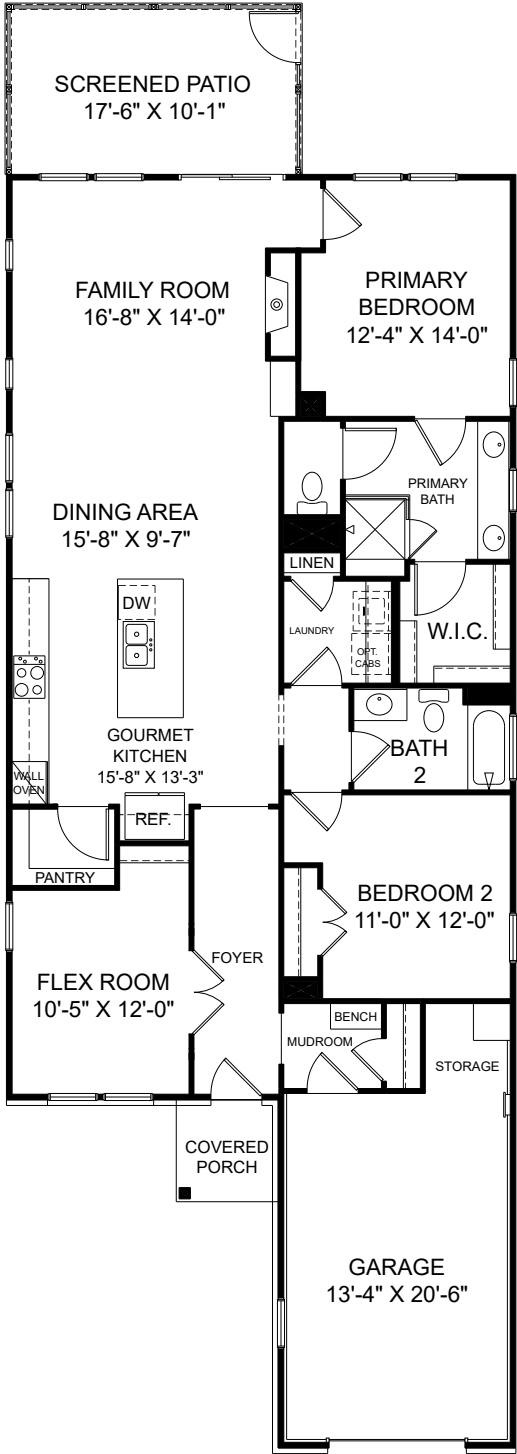 SCREENED PATIO
17'-6" X 10'-1"
FAMILY ROOM
16'-8" X 14'-0"
PRIMARY
BEDROOM
12'-4" X 14'-0"
PRIMARY
BATH
DINING AREA
15'-8" X 9'-7"
LINEN
DW
LAUNDRY
W.I.C.
OPT.
CABS
GOURMET
KITCHEN
15'-8" X 13'-3"
BATH
2
WALL
OVEN
REF.
PANTRY
BEDROOM 2
11'-0" X 12'-0"
FOYER
FLEX ROOM
10'-5" X 12'-0"
BENCH
MUDROOM
STORAGE
COVERED
PORCH
GARAGE
13'-4" X 20'-6"